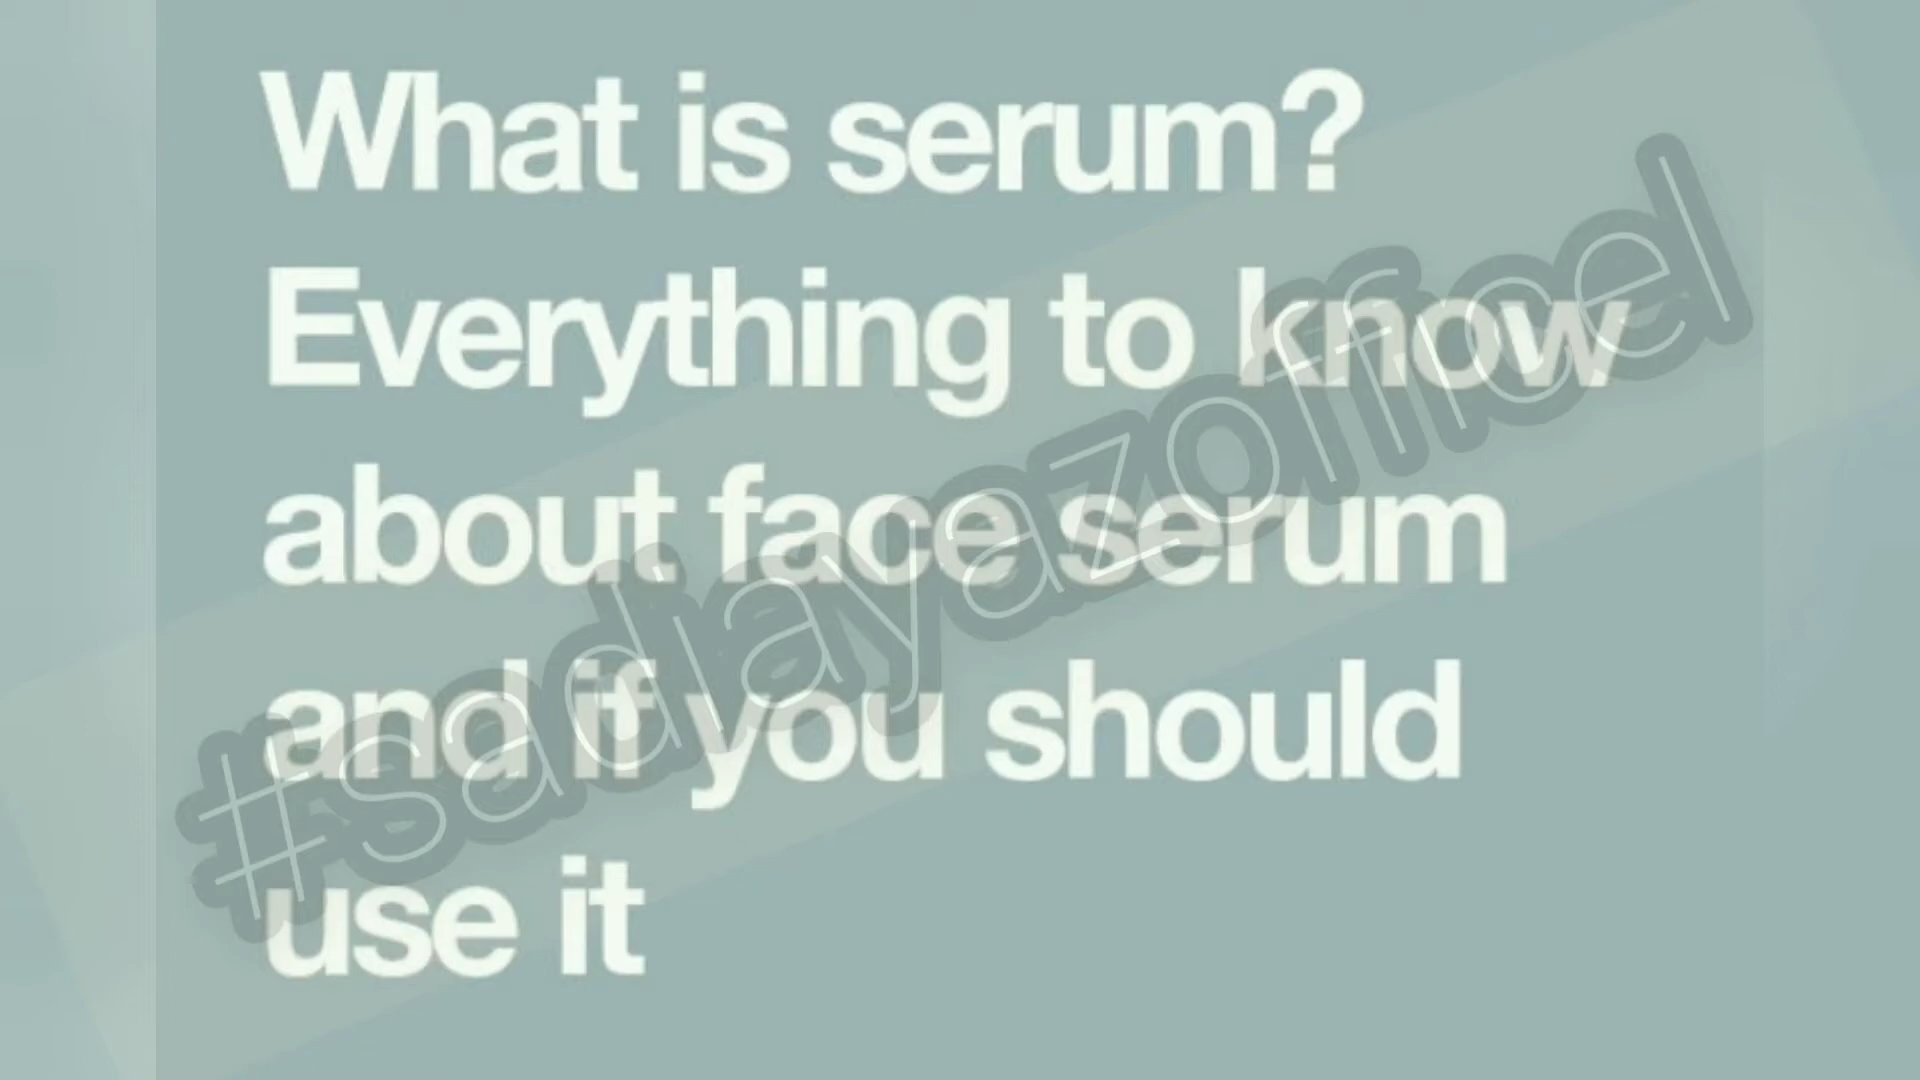 What is serum?
Everything to know
about face serum
and if you should
use it
#sadiayazofficel